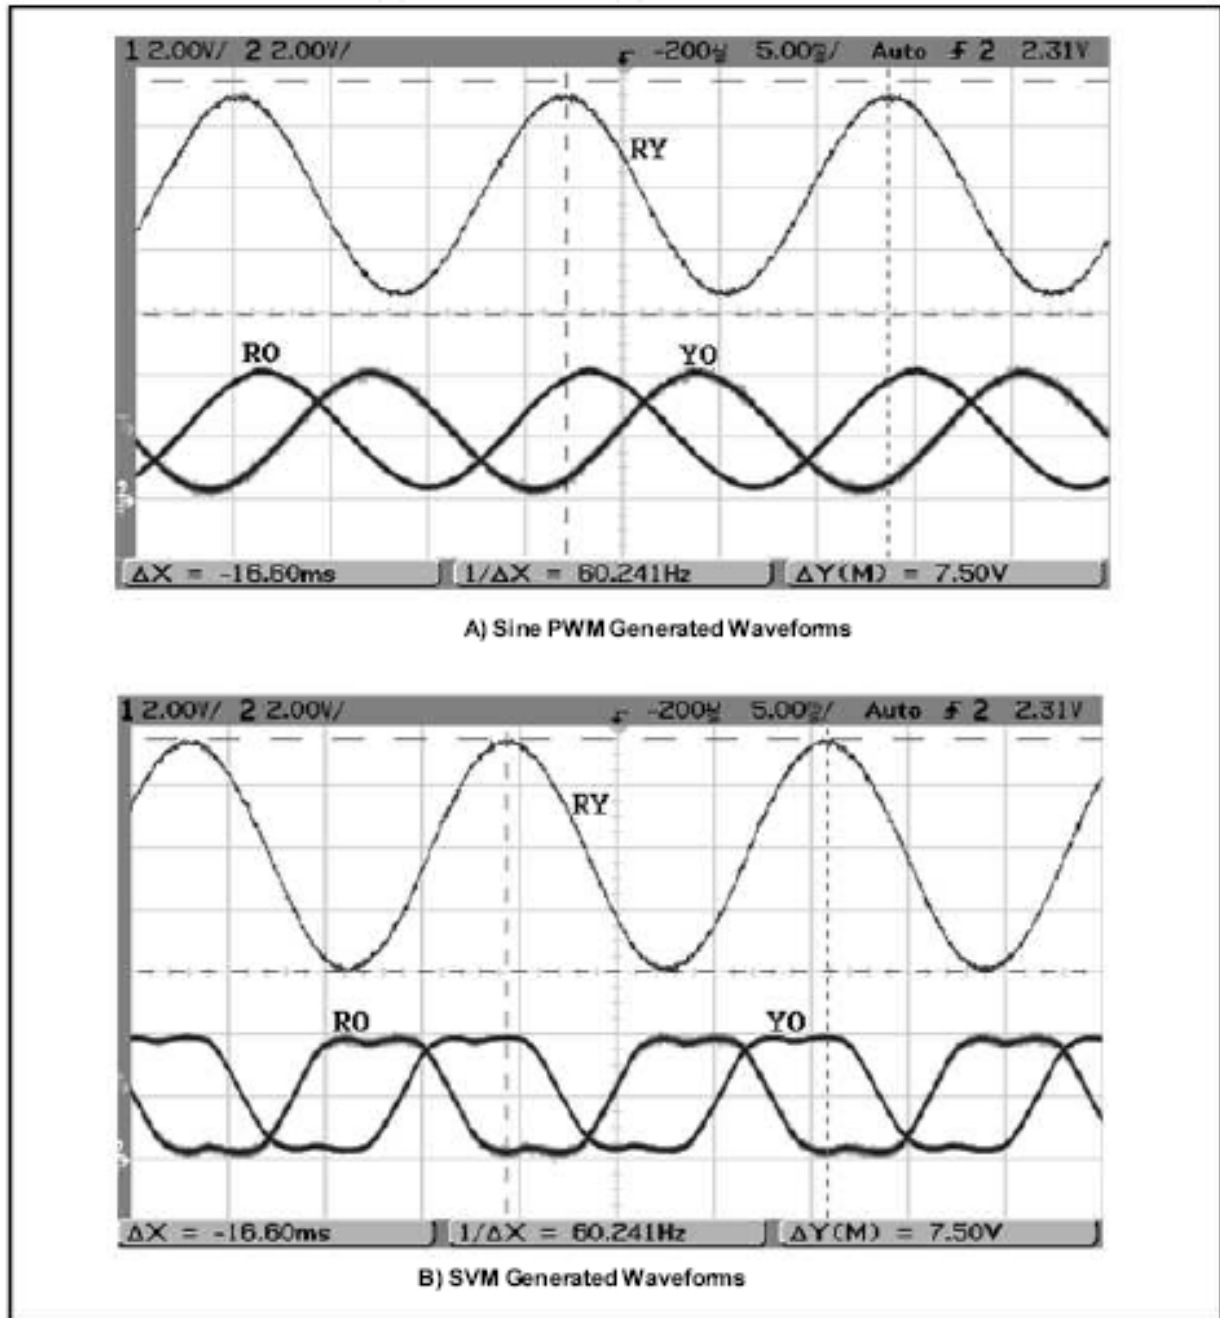 1 2.00V/ 2 2.00V/ -200µs 5.00ms/ Auto 2 2.31V
RY
RO YO
ΔX = -16.60ms 1/ΔX = 60.241Hz ΔY(M) = 7.50V
A) Sine PWM Generated Waveforms
1 2.00V/ 2 2.00V/ -200µs 5.00ms/ Auto 2 2.31V
RY
RO YO
ΔX = -16.60ms 1/ΔX = 60.241Hz ΔY(M) = 7.50V
B) SVM Generated Waveforms